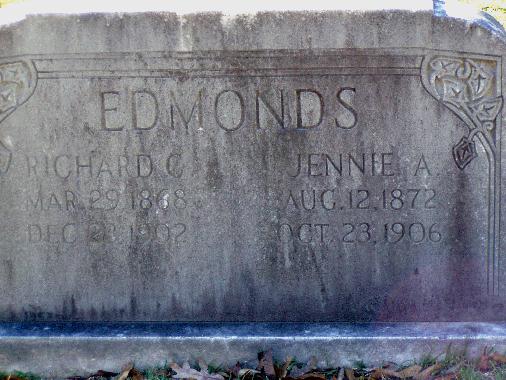 EDMONDS
RICHARD C
MAR. 29. 1868
DEC 1902
JENNIE A.
AUG. 12. 1872
OCT. 23. 1906